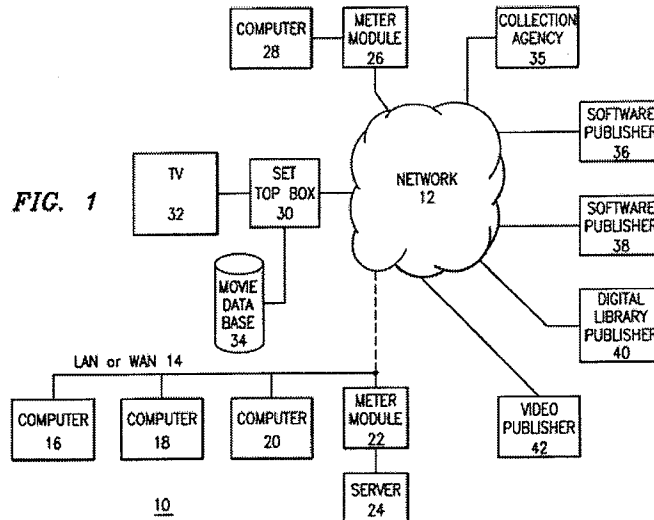 COMPUTER
28
METER
MODULE
26
COLLECTION
AGENCY
35
SOFTWARE
PUBLISHER
36
FIG. 1
TV
32
SET
TOP BOX
30
NETWORK
12
SOFTWARE
PUBLISHER
38
MOVIE
DATA
BASE
34
DIGITAL
LIBRARY
PUBLISHER
40
LAN or WAN 14
COMPUTER
16
COMPUTER
18
COMPUTER
20
METER
MODULE
22
VIDEO
PUBLISHER
42
SERVER
24
10